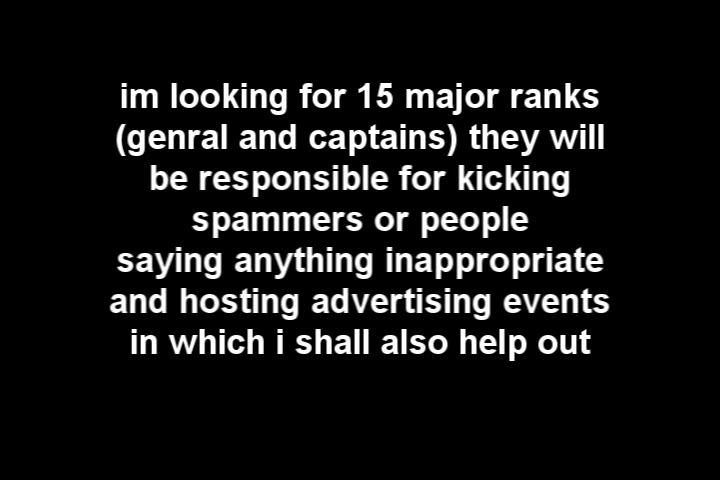 im looking for 15 major ranks
(genral and captains) they will
be responsible for kicking
spammers or people
saying anything inappropriate
and hosting advertising events
in which i shall also help out